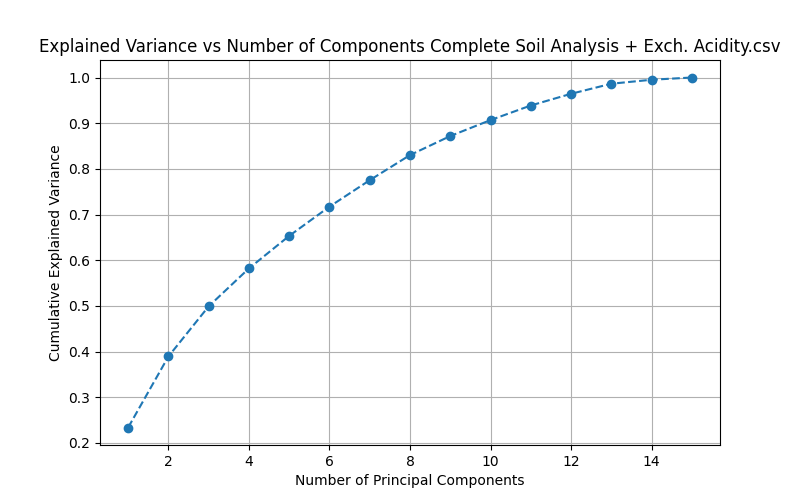 Explained Variance vs Number of Components Complete Soil Analysis + Exch. Acidity.csv
Cumulative Explained Variance
1.0
0.9
0.8
0.7
0.6
0.5
0.4
0.3
0.2
2 4 6 8 10 12 14
Number of Principal Components